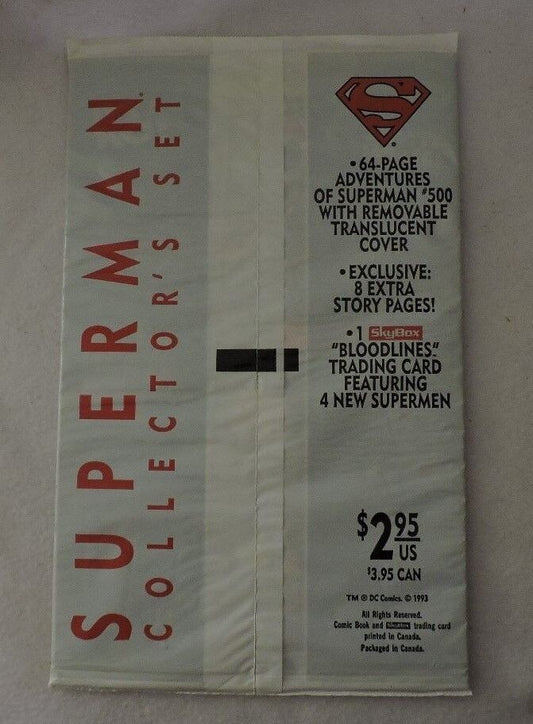 SUPERMAN®
COLLECTOR'S SET
S
•64-PAGE
ADVENTURES
OF SUPERMAN #500
WITH REMOVABLE
TRANSLUCENT
COVER
•EXCLUSIVE:
8 EXTRA
STORY PAGES!
•1 SkyBox
"BLOODLINES"
TRADING CARD
FEATURING
4 NEW SUPERMEN
$2.95
US
$3.95 CAN
TM ® DC Comics. © 1993
All Rights Reserved.
Comic Book and SkyBox trading card
printed in Canada.
Packaged in Canada.